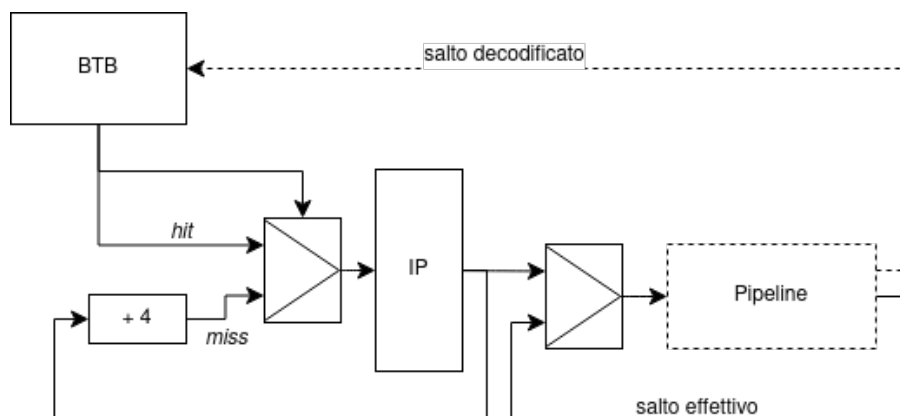 salto decodificato
BTB
hit
IP
Pipeline
+ 4
miss
salto effettivo